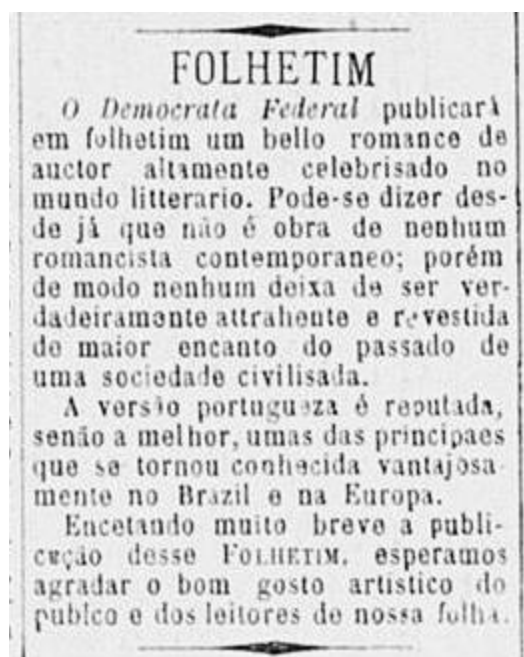 FOLHETIM
O Democrata Federal publicará
em folhetim um bello romance de
auctor altamente celebrisado no
mundo litterario. Pode-se dizer des-
de já que não é obra de nenhum
romancista contemporaneo; porém
de modo nenhum deixa de ser ver-
dadeiramente attrahente e revestida
do maior encanto do passado de
uma sociedade civilisada.
A versão portugueza é reputada,
senão a melhor, umas das principaes
que se tornou conhecida vantajosa
mente no Brazil e na Europa.
Encetando muito breve a publi-
cação desse FOLHETIM, esperamos
agradar o bom gosto artistico do
publco e dos leitores de nossa folha.